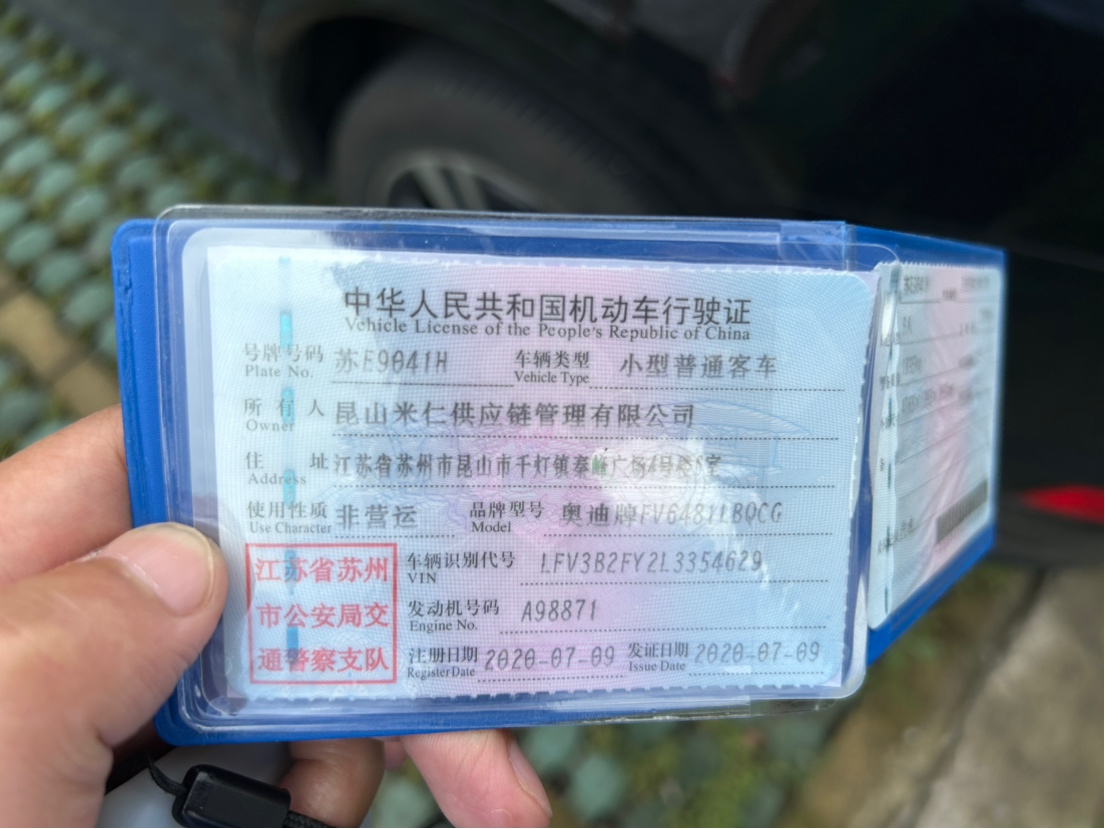 中华人民共和国机动车行驶证
Vehicle License of the People's Republic of China
号牌号码 Plate No. 苏E9041H 车辆类型 Vehicle Type 小型普通客车
所有人 Owner 昆山米仁供应链管理有限公司
住址 Address 江苏省苏州市昆山市千灯镇泰峰广场4号楼 室
使用性质 Use Character 非营运 品牌型号 Model 奥迪牌FV6481LBQCG
车辆识别代号 VIN LFV3B2FY2L3354629
发动机号码 Engine No. A98871
注册日期 Register Date 2020-07-09 发证日期 Issue Date 2020-07-09
江苏省苏州
市公安局交
通警察支队